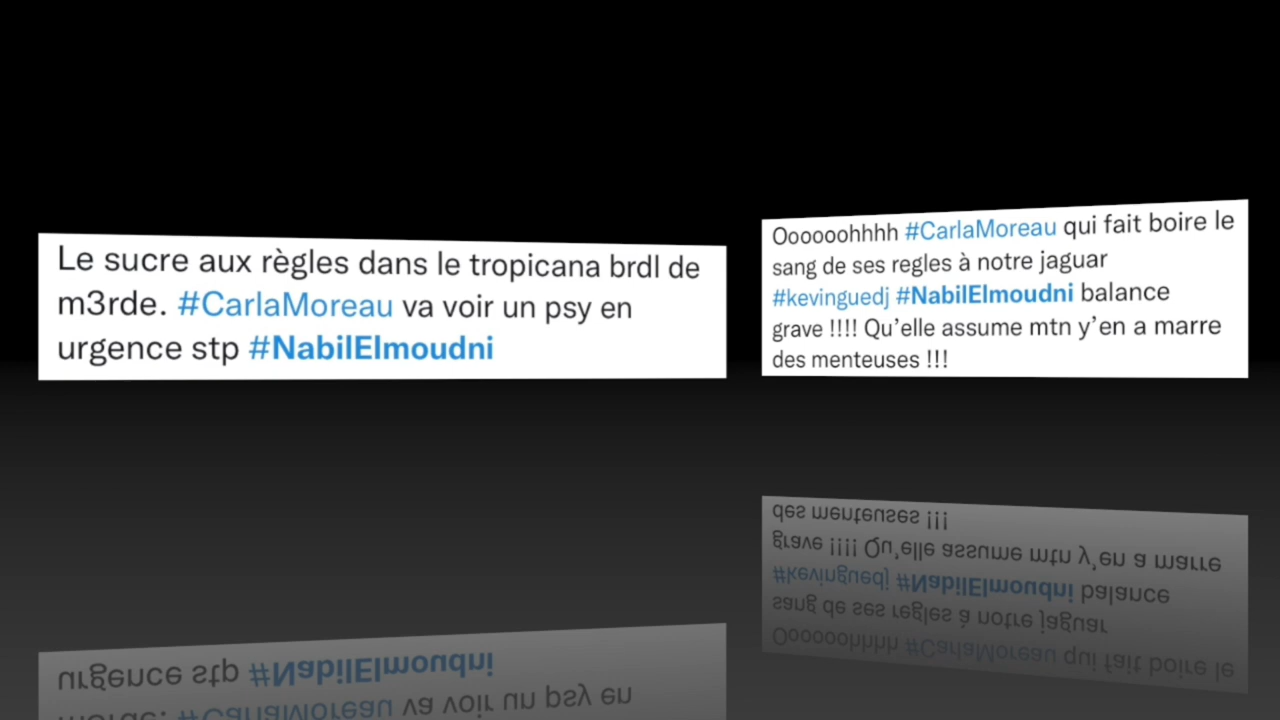 Le sucre aux règles dans le tropicana brdl de
m3rde. #CarlaMoreau va voir un psy en
urgence stp #NabilElmoudni
Oooooohhhh #CarlaMoreau qui fait boire le
sang de ses regles à notre jaguar
#kevinguedj #NabilElmoudni balance
grave !!!! Qu’elle assume mtn y’en a marre
des menteuses !!!